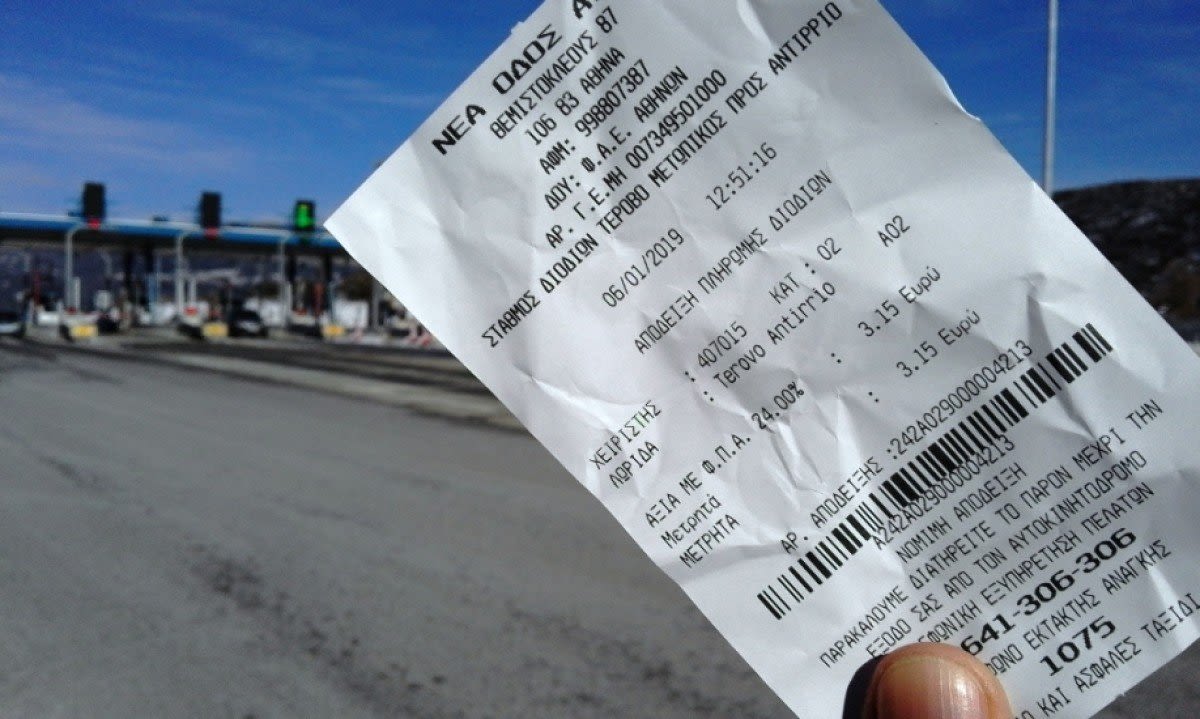 ΝΕΑ ΟΔΟΣ
ΘΕΜΙΣΤΟΚΛΕΟΥΣ 87
106 83 ΑΘΗΝΑ
ΑΦΜ: 998807387
ΔΟΥ: Φ.Α.Ε. ΑΘΗΝΩΝ
ΑΡ. Γ.Ε.ΜΗ 007349501000
ΣΤΑΘΜΟΣ ΔΙΟΔΙΩΝ ΤΕΡΟΒΟ ΜΕΤΩΠΙΚΟΣ ΠΡΟΣ ΑΝΤΙΡΡΙΟ
06/01/2019 12:51:16
ΑΠΟΔΕΙΞΗ ΠΛΗΡΩΜΗΣ ΔΙΟΔΙΩΝ
ΧΕΙΡΙΣΤΗΣ : 407015 ΚΑΤ : 02 A02
ΛΩΡΙΔΑ : Terovo Antirrio
ΑΞΙΑ ΜΕ Φ.Π.Α. 24.00% : 3.15 Ευρώ
Μετρητά : 3.15 Ευρώ
ΜΕΤΡΗΤΑ
ΑΡ. ΑΠΟΔΕΙΞΗΣ :242A029000004213
A242A029000004213
ΝΟΜΙΜΗ ΑΠΟΔΕΙΞΗ
ΠΑΡΑΚΑΛΟΥΜΕ ΔΙΑΤΗΡΕΙΤΕ ΤΟ ΠΑΡΟΝ ΜΕΧΡΙ ΤΗΝ
ΕΞΟΔΟ ΣΑΣ ΑΠΟ ΤΟΝ ΑΥΤΟΚΙΝΗΤΟΔΡΟΜΟ
ΕΞΥΠΗΡΕΤΗΣΗ ΠΕΛΑΤΩΝ
641-306-306
ΕΚΤΑΚΤΗΣ ΑΝΑΓΚΗΣ
1075
ΚΑΙ ΑΣΦΑΛΕΣ ΤΑΞΙΔΙ